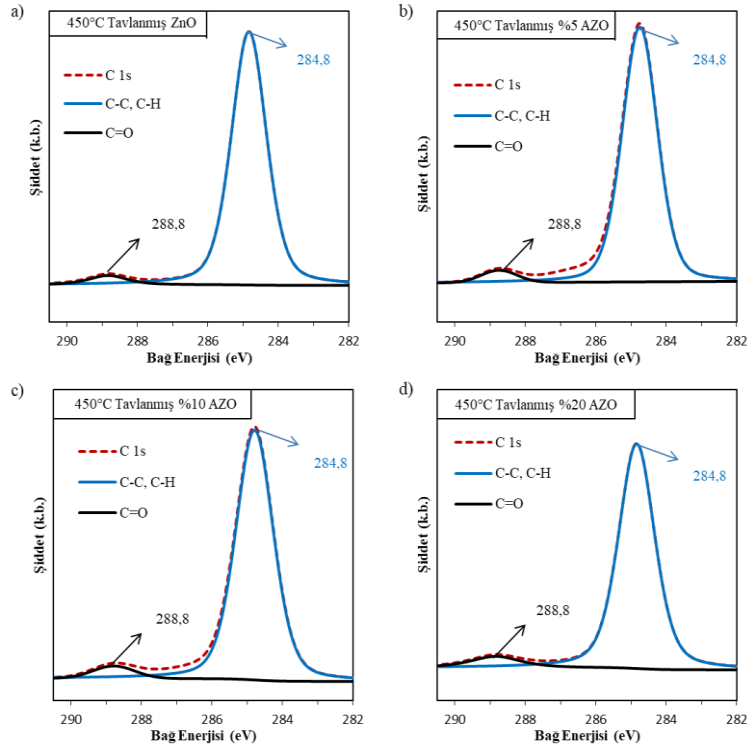 a)
450°C Tavlanmış ZnO
C 1s
C-C, C-H
C=O
284,8
288,8
Şiddet (k.b.)
290 288 286 284 282
Bağ Enerjisi (eV)
b)
450°C Tavlanmış %5 AZO
C 1s
C-C, C-H
C=O
284,8
288,8
Şiddet (k.b.)
290 288 286 284 282
Bağ Enerjisi (eV)
c)
450°C Tavlanmış %10 AZO
C 1s
C-C, C-H
C=O
284,8
288,8
Şiddet (k.b.)
290 288 286 284 282
Bağ Enerjisi (eV)
d)
450°C Tavlanmış %20 AZO
C 1s
C-C, C-H
C=O
284,8
288,8
Şiddet (k.b.)
290 288 286 284 282
Bağ Enerjisi (eV)